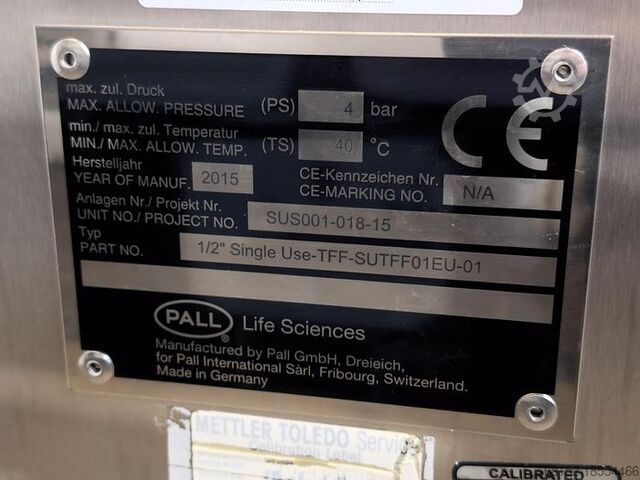 max. zul. Druck
MAX. ALLOW. PRESSURE (PS) 4 bar
min./ max. zul. Temperatur
MIN./ MAX. ALLOW. TEMP. (TS) 40 °C
Herstelljahr
YEAR OF MANUF. 2015
CE-Kennzeichen Nr.
CE-MARKING NO. N/A
Anlagen Nr./ Projekt Nr.
UNIT NO./ PROJECT NO. SUS001-018-15
Typ
PART NO. 1/2" Single Use-TFF-SUTFF01EU-01
CE
PALL Life Sciences
Manufactured by Pall GmbH, Dreieich,
for Pall International Sàrl, Fribourg, Switzerland.
Made in Germany
METTLER TOLEDO Service
Calibration Label
CALIBRATED